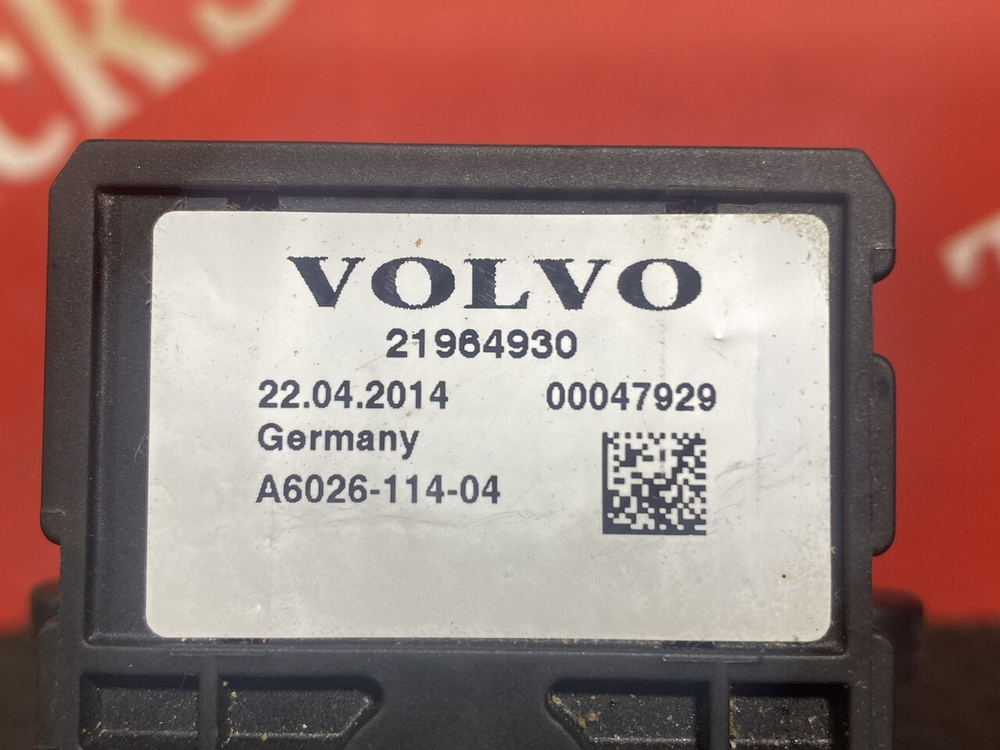 VOLVO
21964930
22.04.2014 00047929
Germany
A6026-114-04